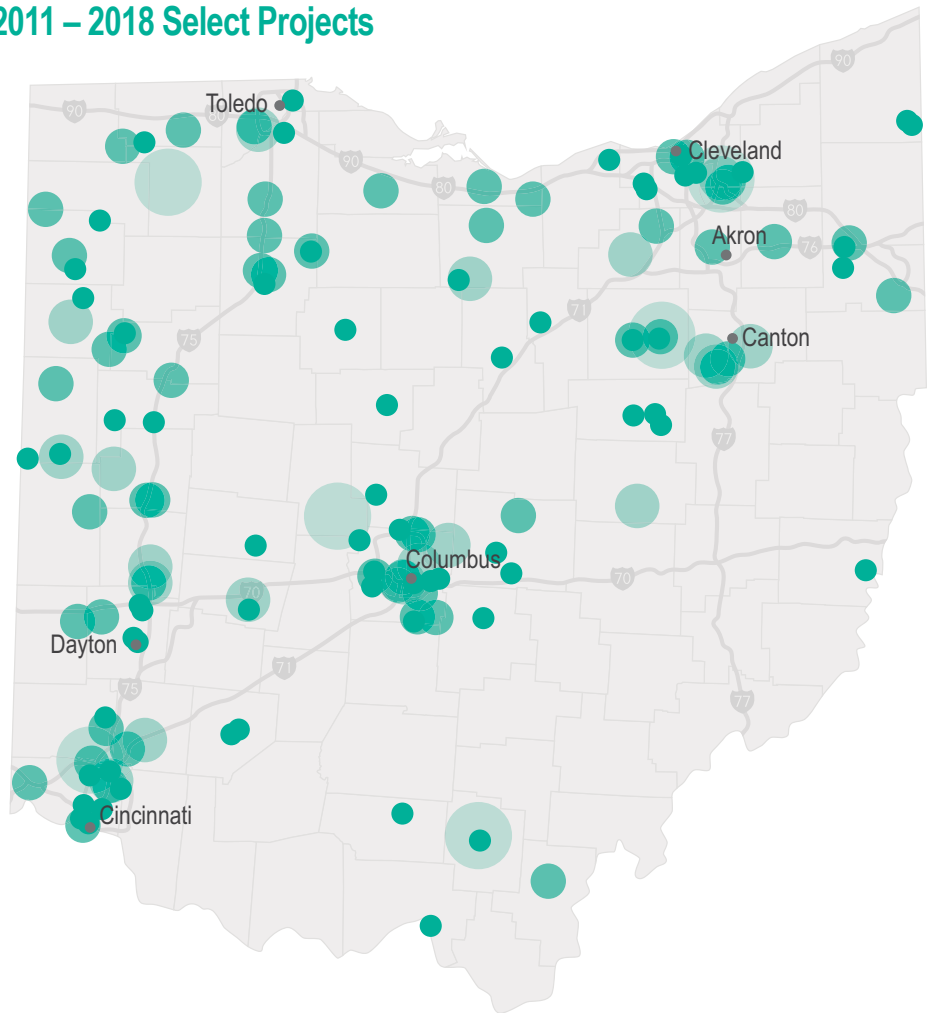 2011 – 2018 Select Projects
90
Toledo
80
90
90
Cleveland
80
80
Akron
76
71
75
Canton
77
Columbus
70
70
Dayton
71
75
77
Cincinnati